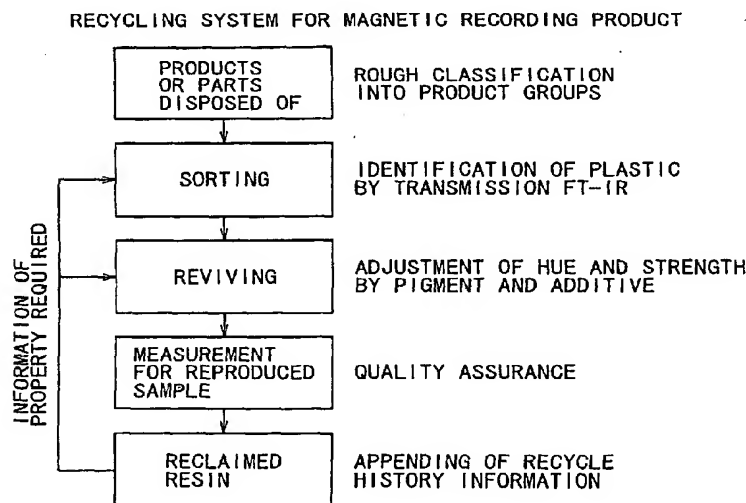 RECYCLING SYSTEM FOR MAGNETIC RECORDING PRODUCT
PRODUCTS
OR PARTS
DISPOSED OF
ROUGH CLASSIFICATION
INTO PRODUCT GROUPS
SORTING
IDENTIFICATION OF PLASTIC
BY TRANSMISSION FT-IR
INFORMATION OF
PROPERTY REQUIRED
REVIVING
ADJUSTMENT OF HUE AND STRENGTH
BY PIGMENT AND ADDITIVE
MEASUREMENT
FOR REPRODUCED
SAMPLE
QUALITY ASSURANCE
RECLAIMED
RESIN
APPENDING OF RECYCLE
HISTORY INFORMATION